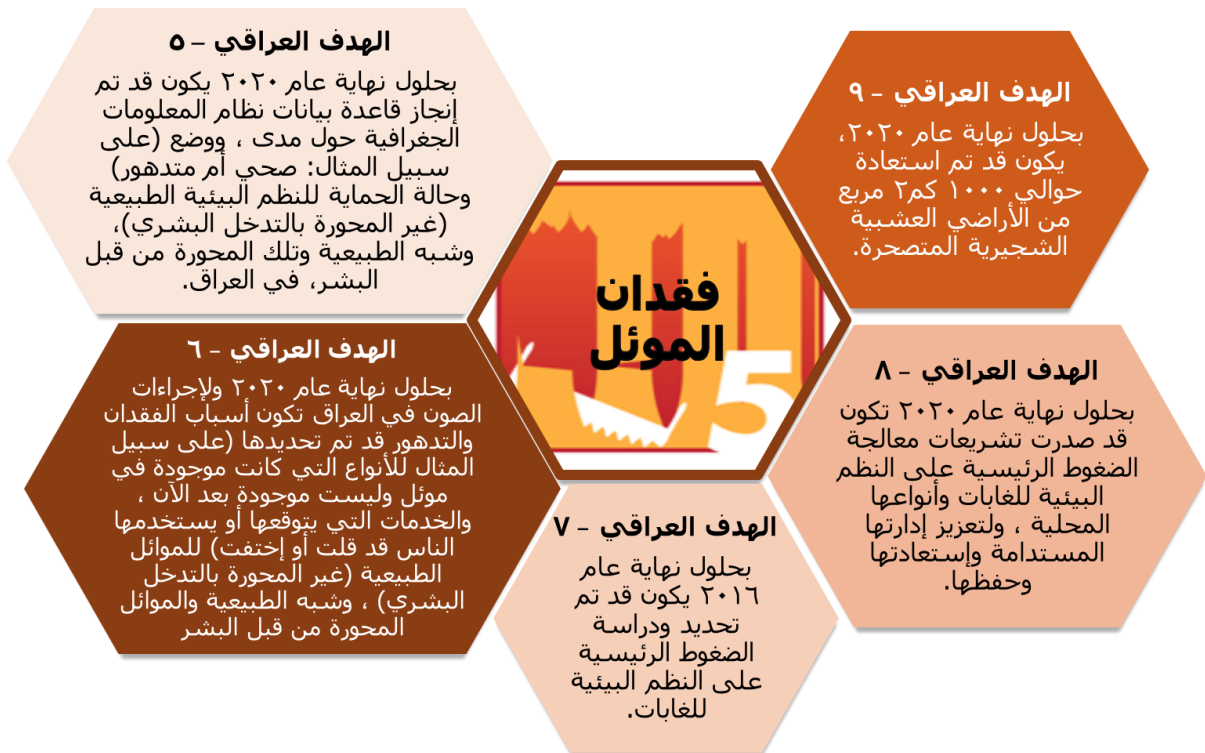 الهدف العراقي – ٥
بحلول نهاية عام ٢٠٢٠ يكون قد تم
إنجاز قاعدة بيانات نظام المعلومات
الجغرافية حول مدى ، ووضع (على
سبيل المثال: صحي أم متدهور)
وحالة الحماية للنظم البيئية الطبيعية
(غير المحورة بالتدخل البشري)،
وشبه الطبيعية وتلك المحورة من قبل
البشر، في العراق.
الهدف العراقي – ٦
بحلول نهاية عام ٢٠٢٠ ولإجراءات
الصون في العراق تكون أسباب الفقدان
والتدهور قد تم تحديدها (على سبيل
المثال للأنواع التي كانت موجودة في
موئل وليست موجودة بعد الآن ،
والخدمات التي يتوقعها أو يستخدمها
الناس قد قلت أو إختفت) للموائل
الطبيعية (غير المحورة بالتدخل
البشري) ، وشبه الطبيعية والموائل
المحورة من قبل البشر
الهدف العراقي – ٧
بحلول نهاية عام
٢٠١٦ يكون قد تم
تحديد ودراسة
الضغوط الرئيسية
على النظم البيئية
للغابات.
الهدف العراقي – ٨
بحلول نهاية عام ٢٠٢٠ تكون
قد صدرت تشريعات معالجة
الضغوط الرئيسية على النظم
البيئية للغابات وأنواعها
المحلية ، ولتعزيز إدارتها
المستدامة وإستعادتها
وحفظها.
الهدف العراقي – ٩
بحلول نهاية عام ٢٠٢٠،
يكون قد تم استعادة
حوالي ١٠٠٠ كم٢ مربع
من الأراضي العشبية
الشجيرية المتصحرة.
فقدان
الموئل
5